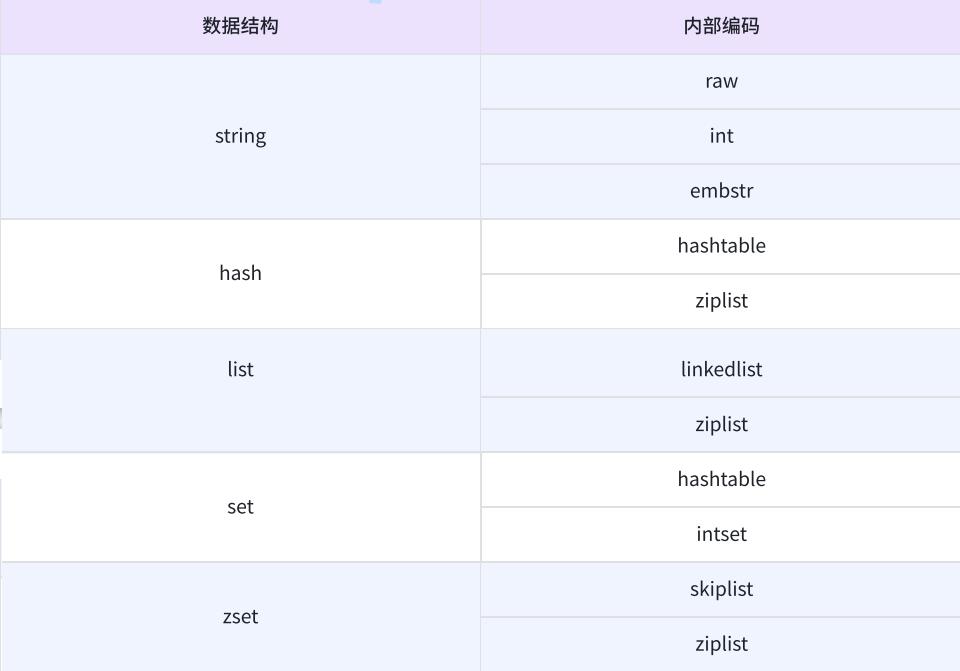 数据结构 内部编码
string
raw
int
embstr
hash
hashtable
ziplist
list
linkedlist
ziplist
set
hashtable
intset
zset
skiplist
ziplist